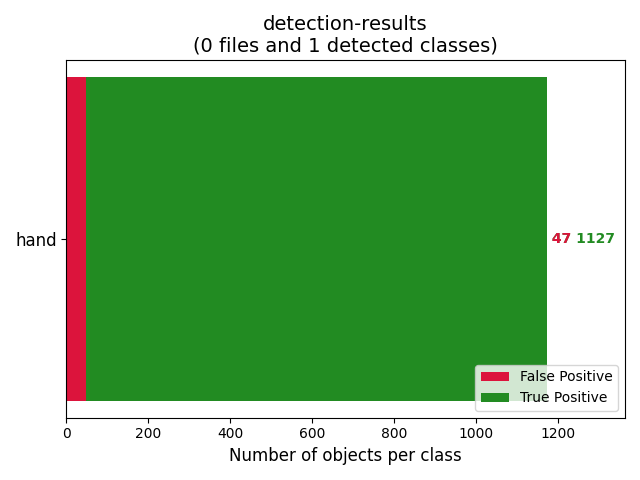 detection-results
(0 files and 1 detected classes)
hand
47 1127
False Positive
True Positive
0 200 400 600 800 1000 1200
Number of objects per class